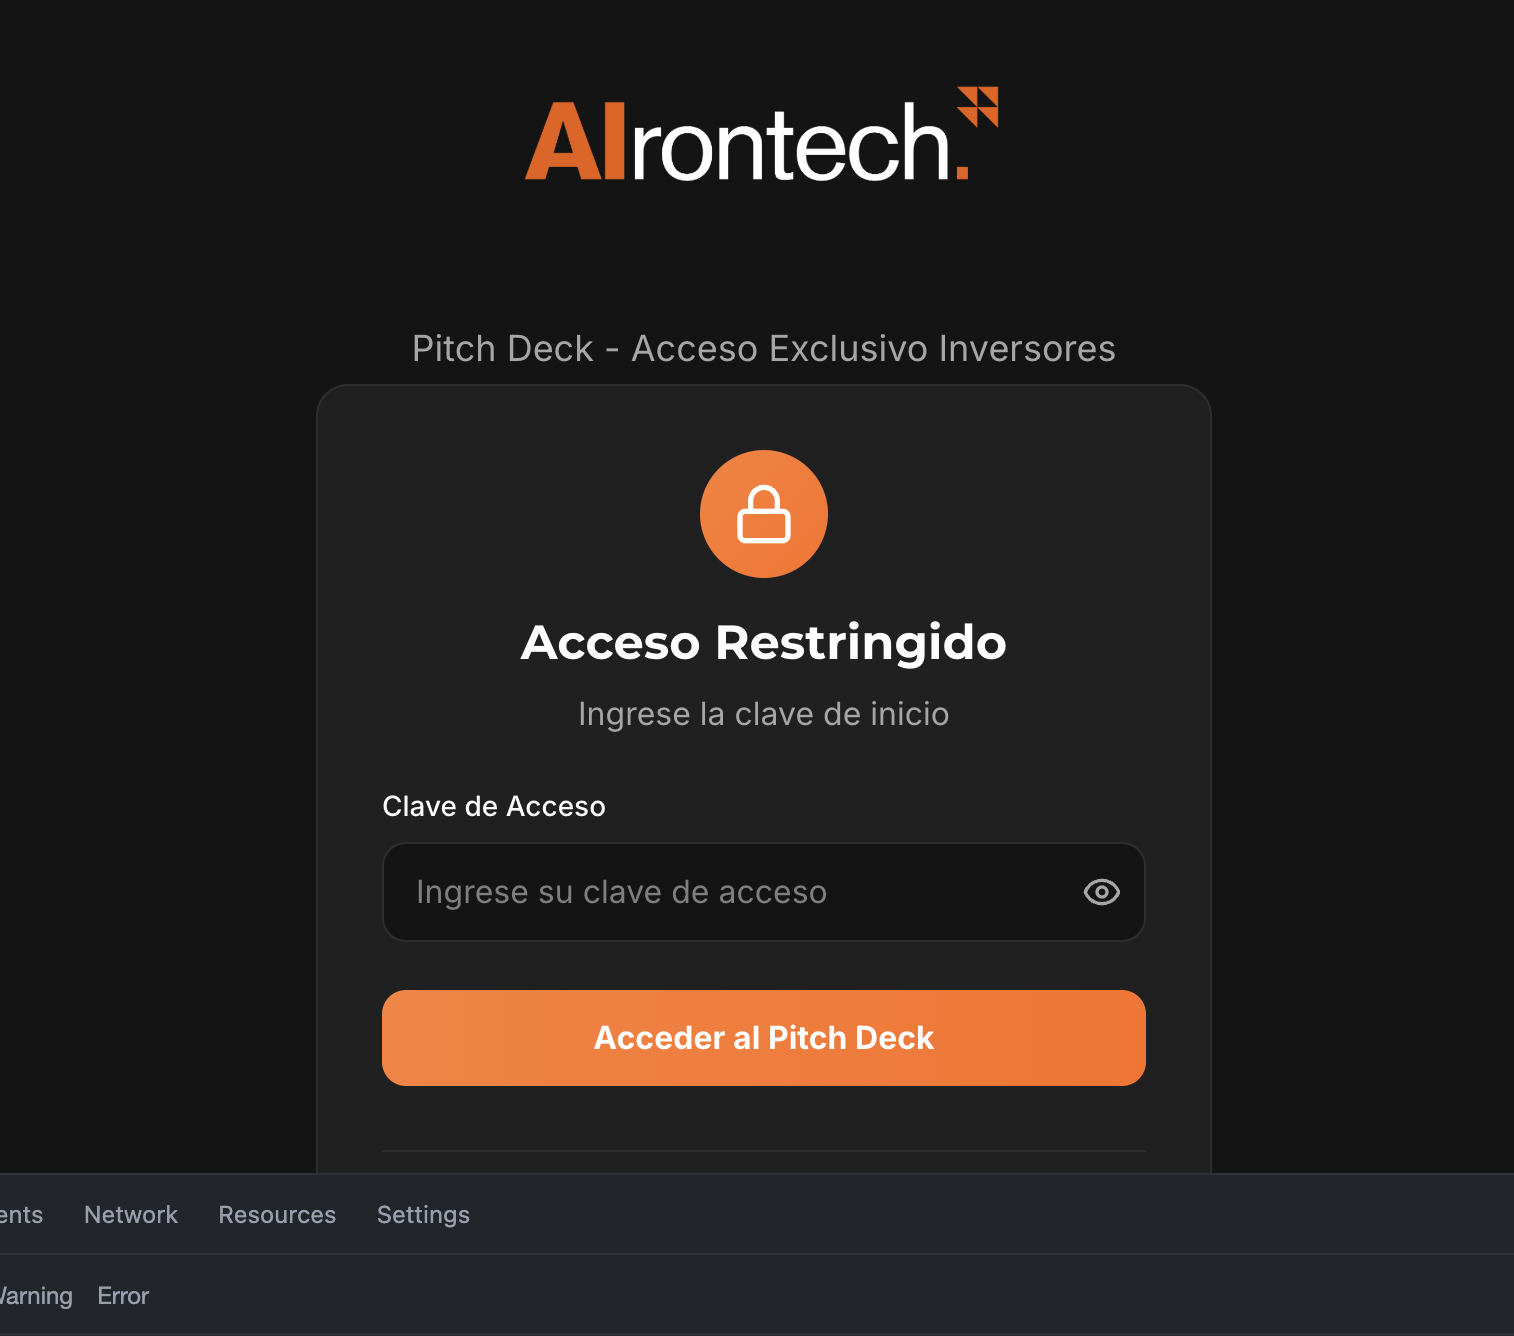 AIrontech.
Pitch Deck - Acceso Exclusivo Inversores
Acceso Restringido
Ingrese la clave de inicio
Clave de Acceso
Ingrese su clave de acceso
Acceder al Pitch Deck
ents Network Resources Settings
Warning Error